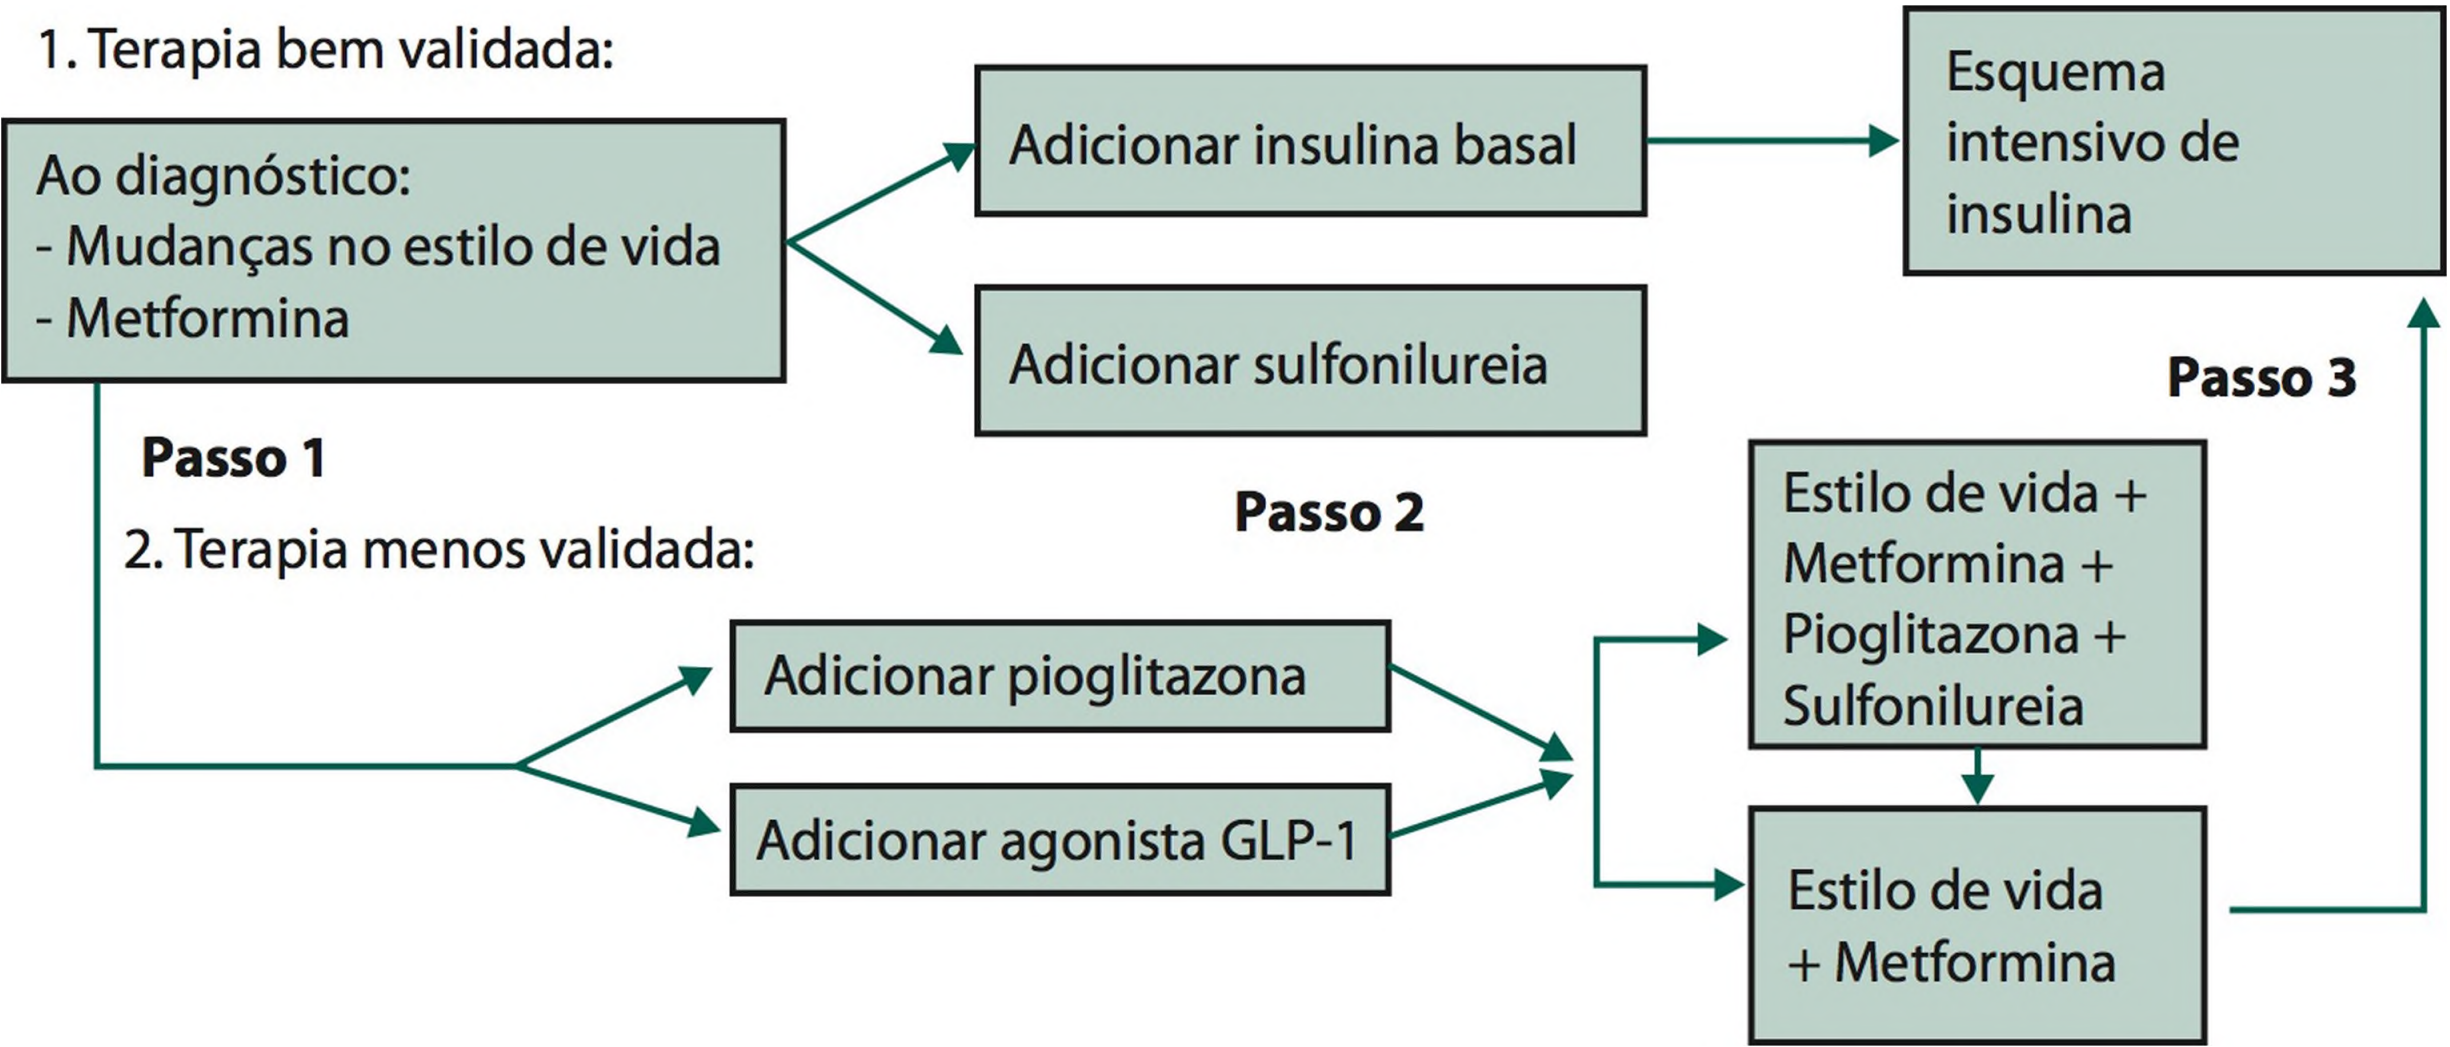 1. Terapia bem validada:
Ao diagnóstico:
- Mudanças no estilo de vida
- Metformina
Adicionar insulina basal
Adicionar sulfonilureia
Esquema
intensivo de
insulina
Passo 1
Passo 2
Passo 3
2. Terapia menos validada:
Adicionar pioglitazona
Adicionar agonista GLP-1
Estilo de vida +
Metformina +
Pioglitazona +
Sulfonilureia
Estilo de vida
+ Metformina